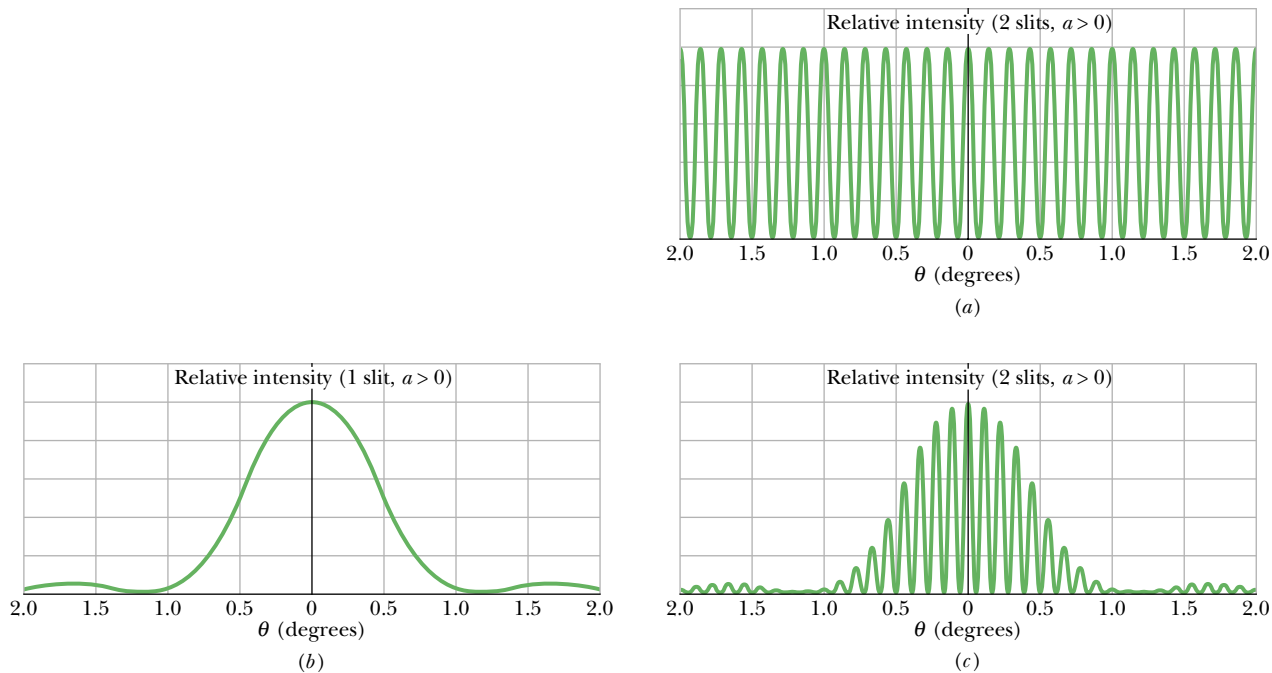 Relative intensity (2 slits, a > 0)
2.0 1.5 1.0 0.5 0 0.5 1.0 1.5 2.0
θ (degrees)
(a)
Relative intensity (1 slit, a > 0)
2.0 1.5 1.0 0.5 0 0.5 1.0 1.5 2.0
θ (degrees)
(b)
Relative intensity (2 slits, a > 0)
2.0 1.5 1.0 0.5 0 0.5 1.0 1.5 2.0
θ (degrees)
(c)